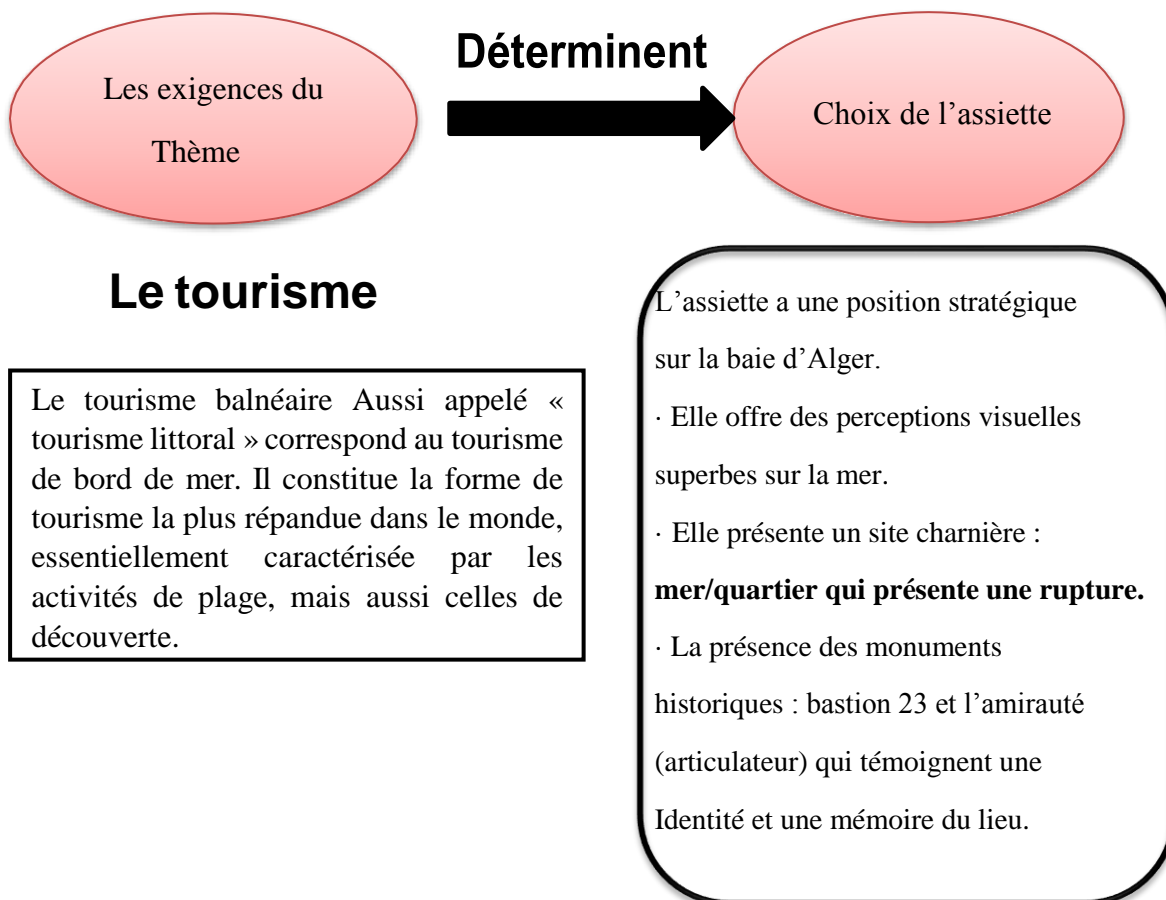 Les exigences du
Thème
Déterminent
Choix de l’assiette
Le tourisme
Le tourisme balnéaire Aussi appelé «
tourisme littoral » correspond au tourisme
de bord de mer. Il constitue la forme de
tourisme la plus répandue dans le monde,
essentiellement caractérisée par les
activités de plage, mais aussi celles de
découverte.
L’assiette a une position stratégique
sur la baie d’Alger.
· Elle offre des perceptions visuelles
superbes sur la mer.
· Elle présente un site charnière :
mer/quartier qui présente une rupture.
· La présence des monuments
historiques : bastion 23 et l’amirauté
(articulateur) qui témoignent une
Identité et une mémoire du lieu.